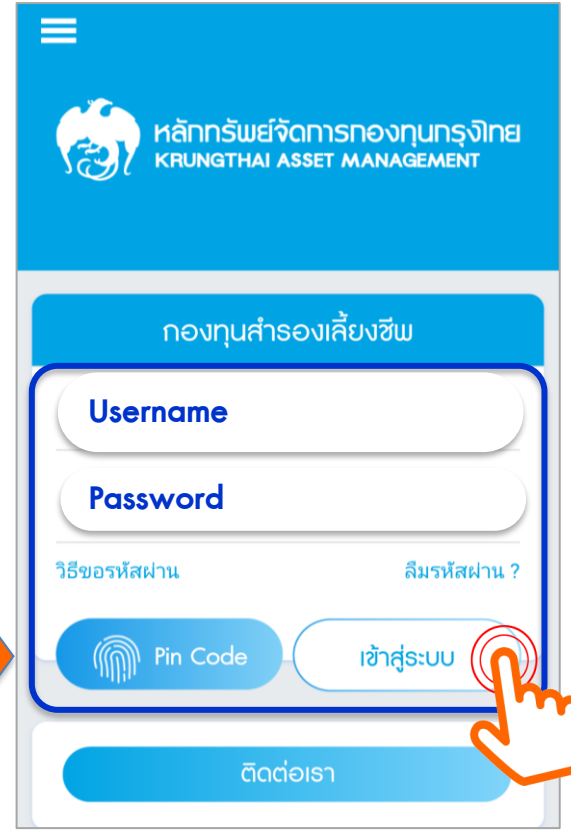 หลักทรัพย์จัดการกองทุนกรุงไทย
KRUNGTHAI ASSET MANAGEMENT
กองทุนสำรองเลี้ยงชีพ
Username
Password
วิธีขอรหัสผ่าน ลืมรหัสผ่าน ?
Pin Code เข้าสู่ระบบ
ติดต่อเรา